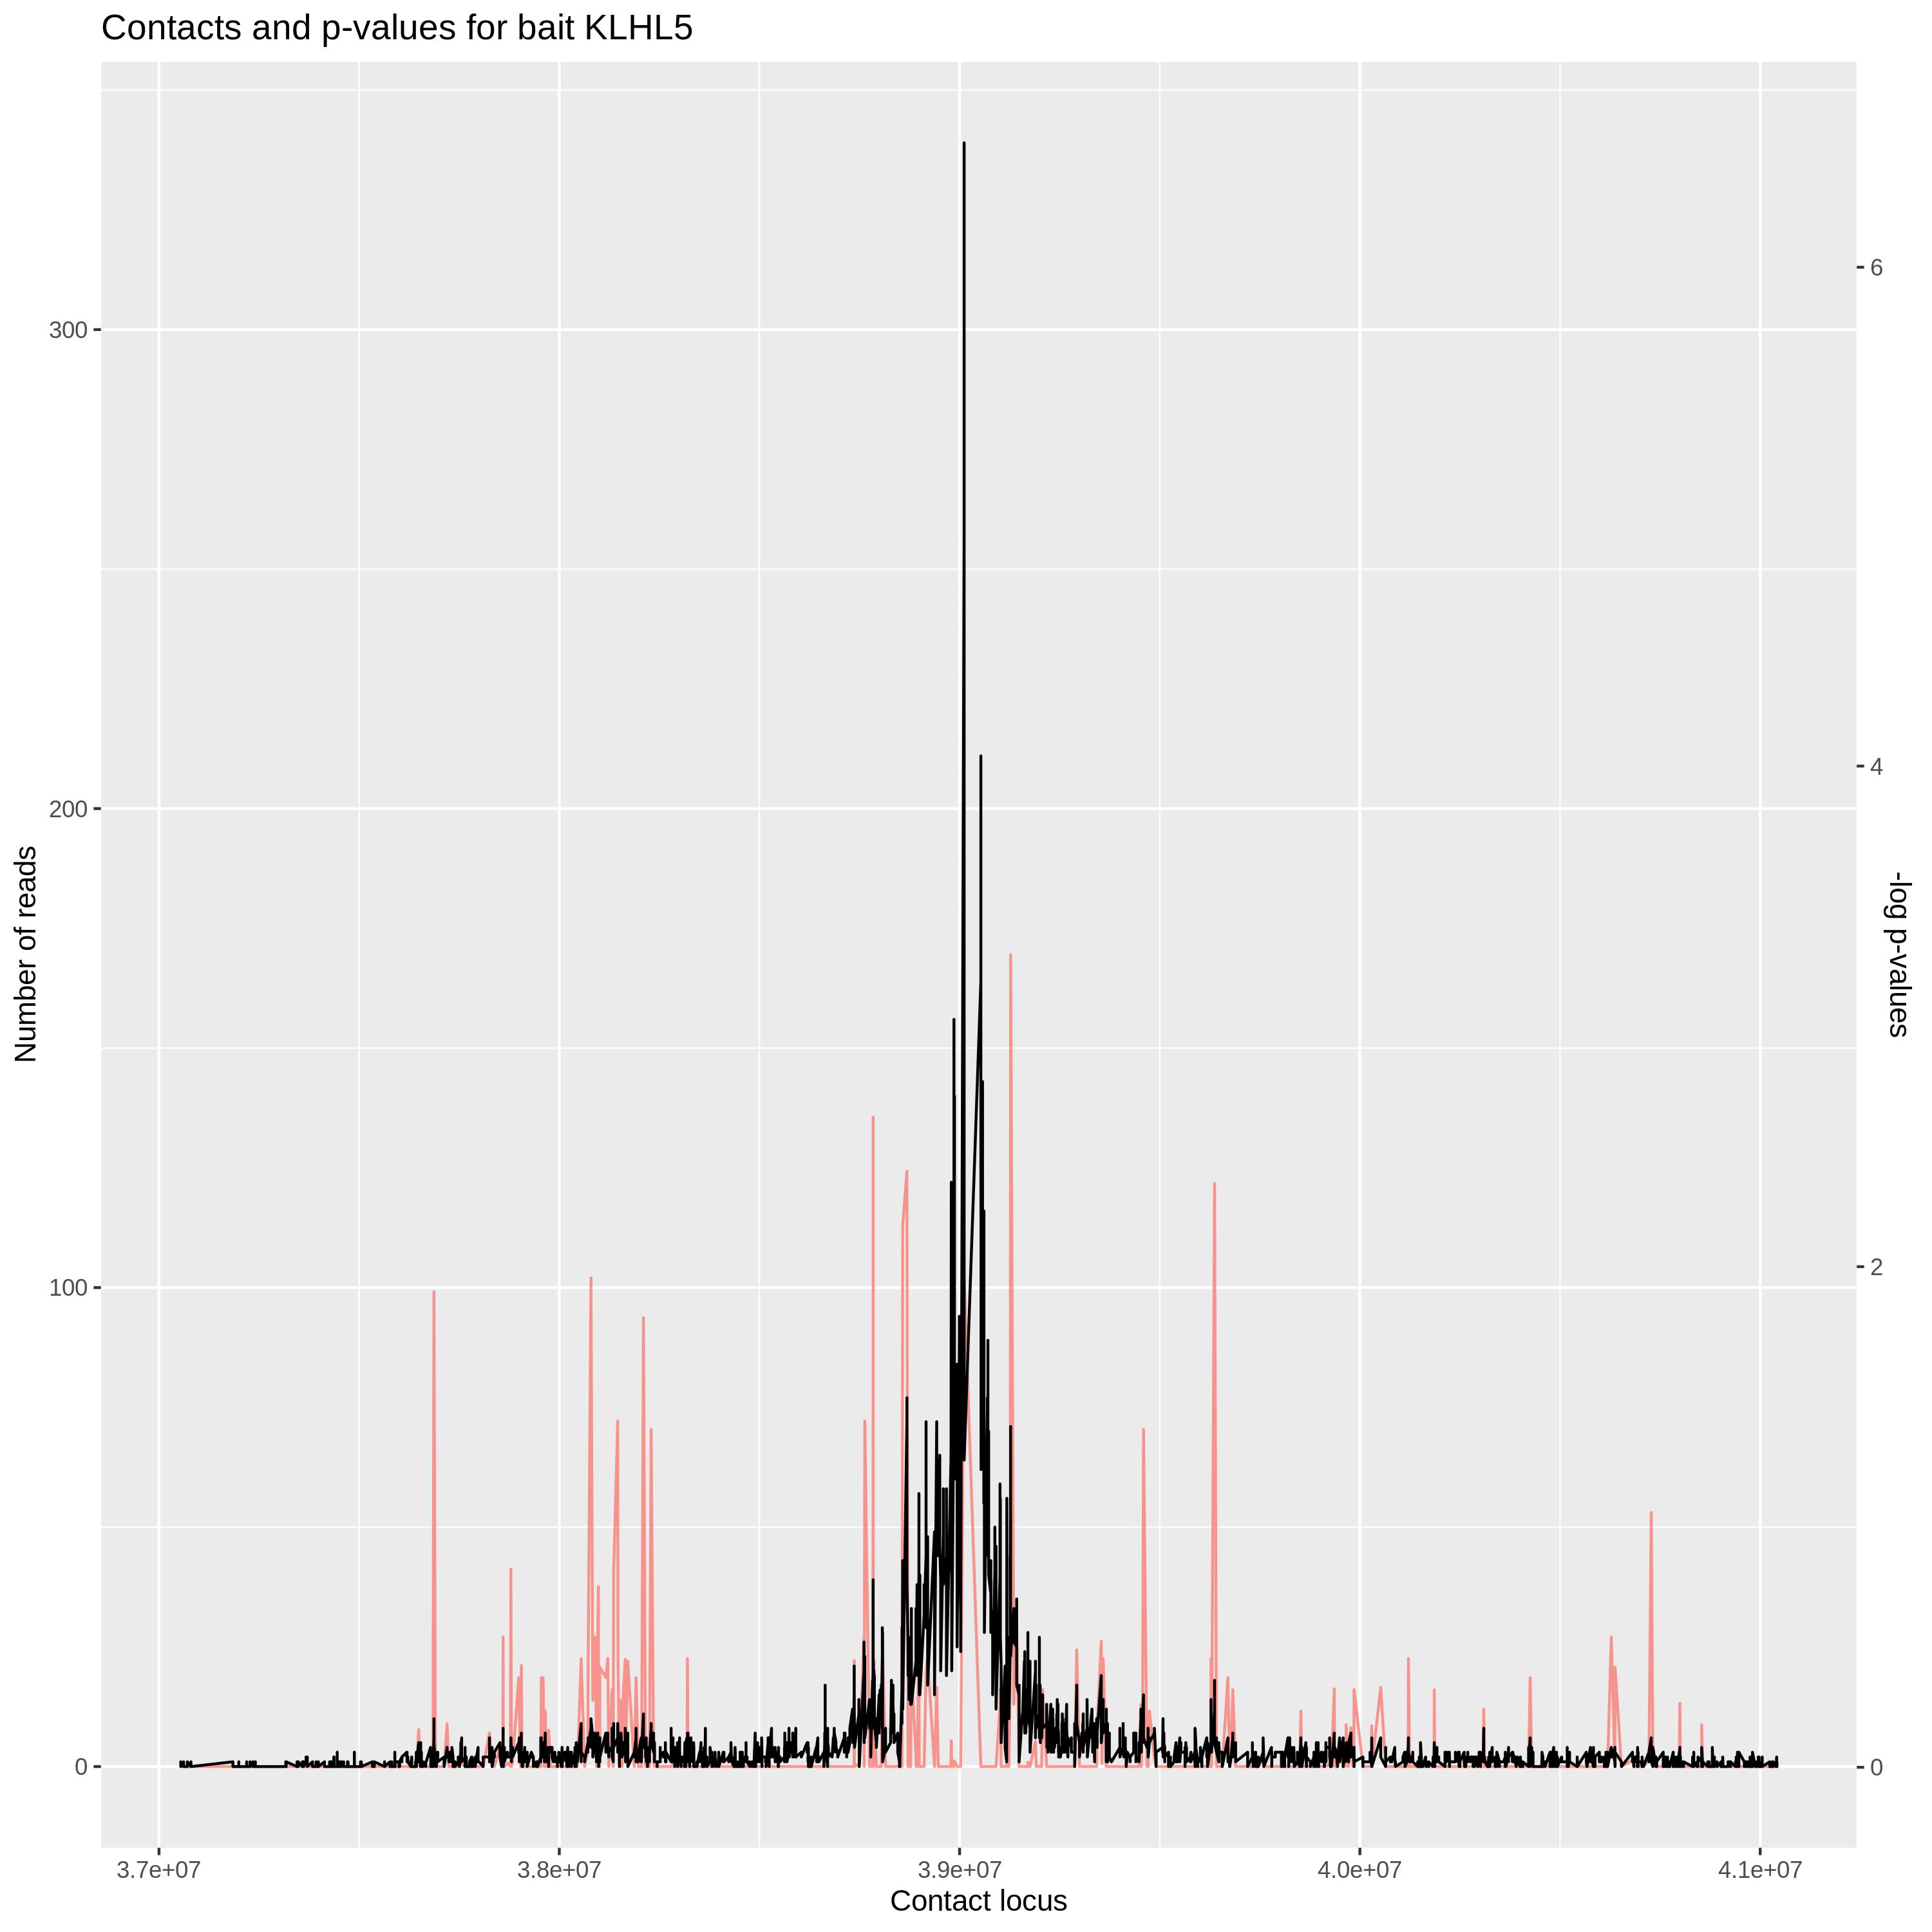 Contacts and p-values for bait KLHL5
Number of reads
300
200
100
0
6
4
2
0
-log p-values
3.7e+07 3.8e+07 3.9e+07 4.0e+07 4.1e+07
Contact locus